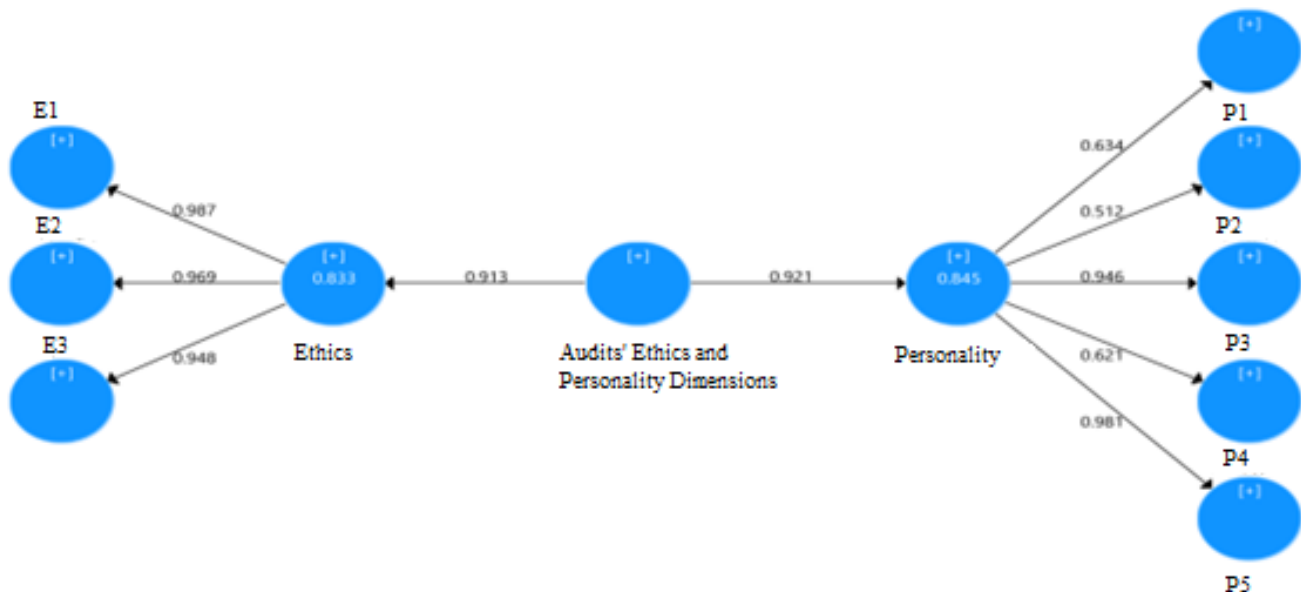 [+]
P1
0.634
E1
[+]
[+]
0.987
0.512
E2
P2
[+]
0.969
[+]
0.833
0.913
[+]
0.921
[+]
0.845
0.946
[+]
E3
0.948
Ethics
Audits' Ethics and
Personality Dimensions
Personality
0.621
P3
[+]
[+]
0.981
P4
[+]
P5